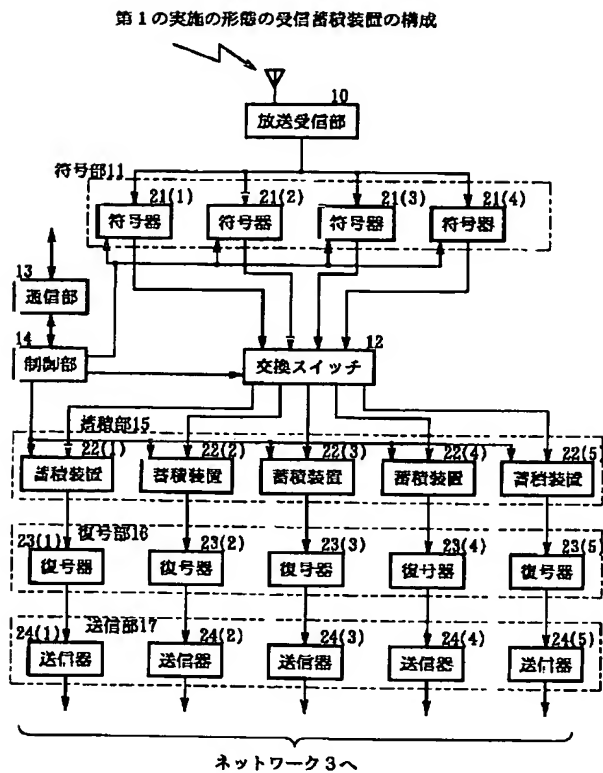 第1の実施の形態の受信蓄積装置の構成
10
放送受信部
符号部11
21(1) 21(2) 21(3) 21(4)
符号器 符号器 符号器 符号器
13
通信部
14 12
制御部 交換スイッチ
蓄積部15
22(1) 22(2) 22(3) 22(4) 22(5)
蓄積装置 蓄積装置 蓄積装置 蓄積装置 蓄積装置
復号部16
23(1) 23(2) 23(3) 23(4) 23(5)
復号器 復号器 復号器 復号器 復号器
送信部17
24(1) 24(2) 24(3) 24(4) 24(5)
送信器 送信器 送信器 送信器 送信器
ネットワーク3へ